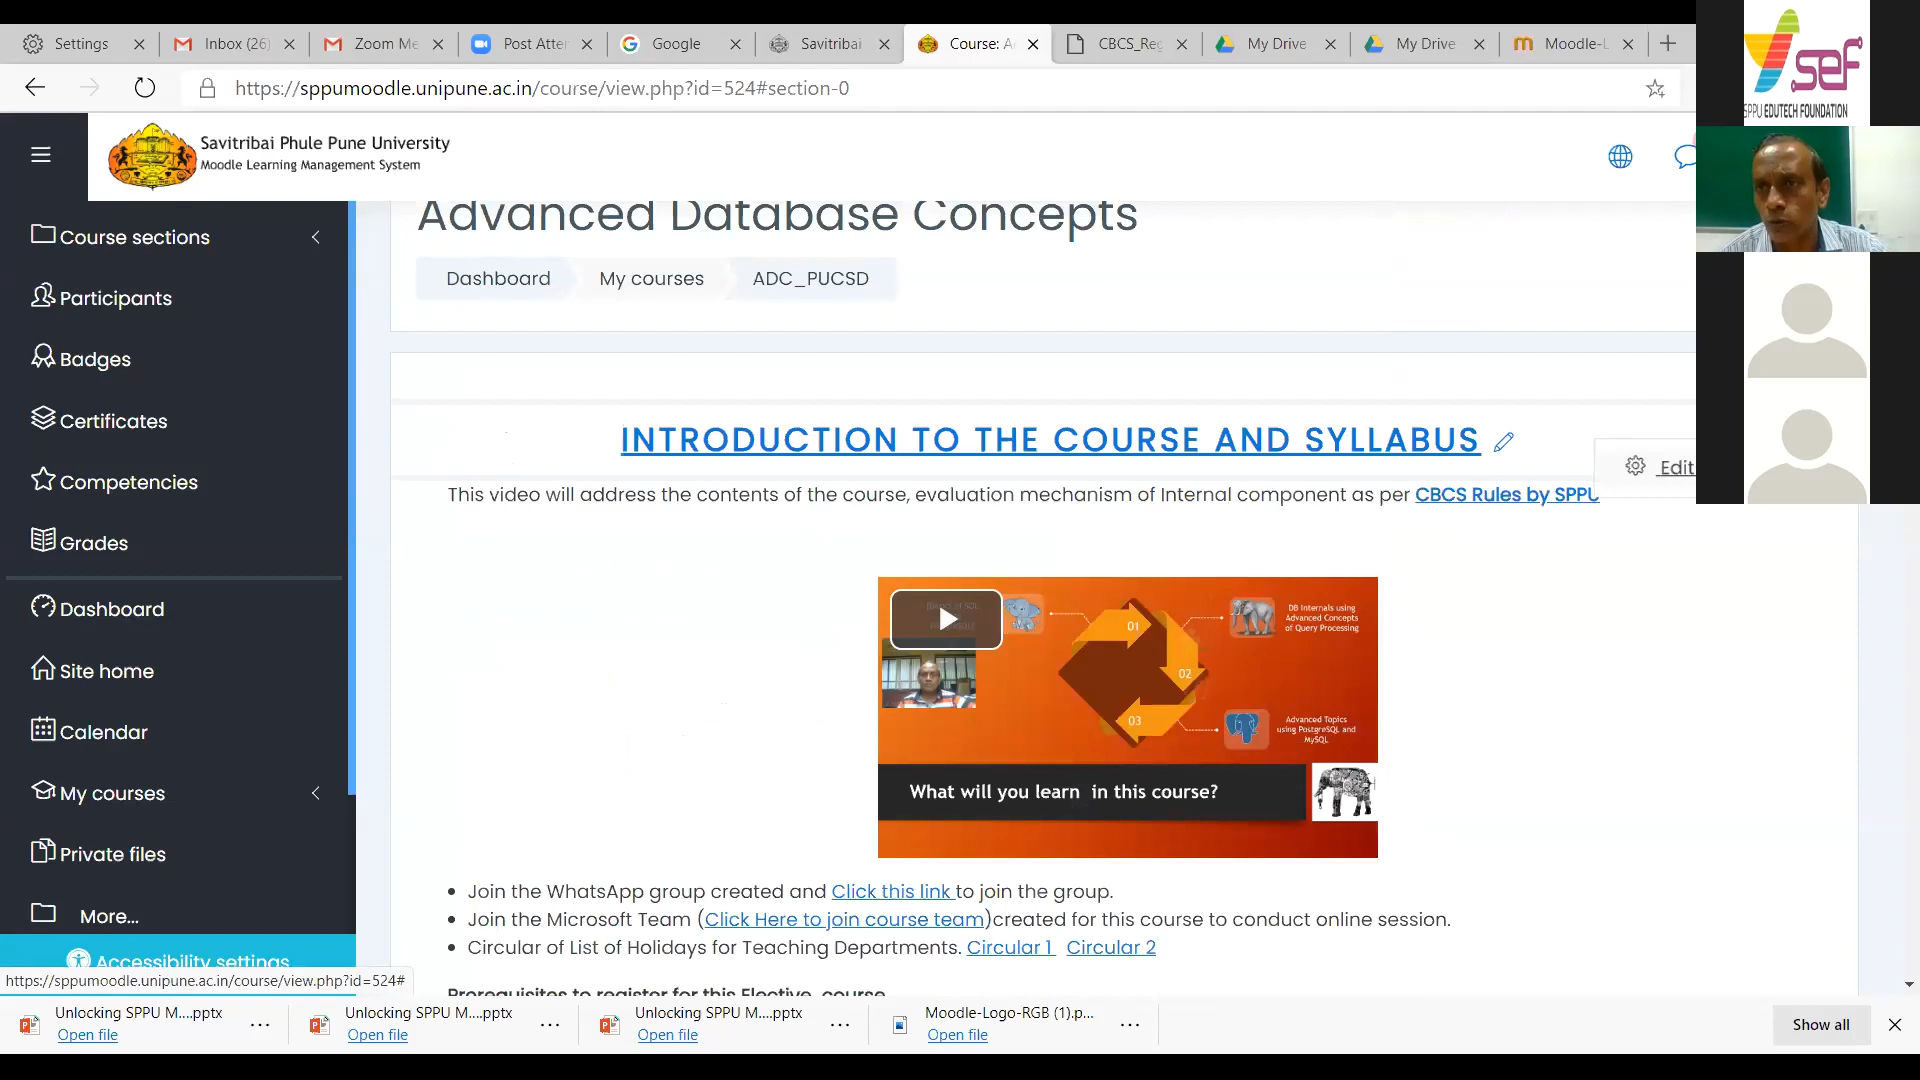 Settings
Inbox (26)
Zoom Me
Post Atte
Google
Savitribai
Course: A
CBCS_Reg
My Drive
My Drive
Moodle-L
https://sppumoodle.unipune.ac.in/course/view.php?id=524#section-0
sef
SPPU EDUTECH FOUNDATION
Savitribai Phule Pune University
Moodle Learning Management System
Course sections
Participants
Badges
Certificates
Competencies
Grades
Dashboard
Site home
Calendar
My courses
Private files
More...
Accessibility settings
Advanced Database Concepts
Dashboard
My courses
ADC_PUCSD
INTRODUCTION TO THE COURSE AND SYLLABUS
Edit
This video will address the contents of the course, evaluation mechanism of Internal component as per CBCS Rules by SPPU
01
02
03
DB Internals using
Advanced Concepts
of Query Processing
Advanced Topics
using PostgreSQL and
MySQL
What will you learn in this course?
Join the WhatsApp group created and Click this link to join the group.
Join the Microsoft Team (Click Here to join course team)created for this course to conduct online session.
Circular of List of Holidays for Teaching Departments. Circular 1 Circular 2
Prerequisites to register for this Elective course
https://sppumoodle.unipune.ac.in/course/view.php?id=524#
Unlocking SPPU M....pptx
Open file
Unlocking SPPU M....pptx
Open file
Unlocking SPPU M....pptx
Open file
Moodle-Logo-RGB (1).p...
Open file
Show all